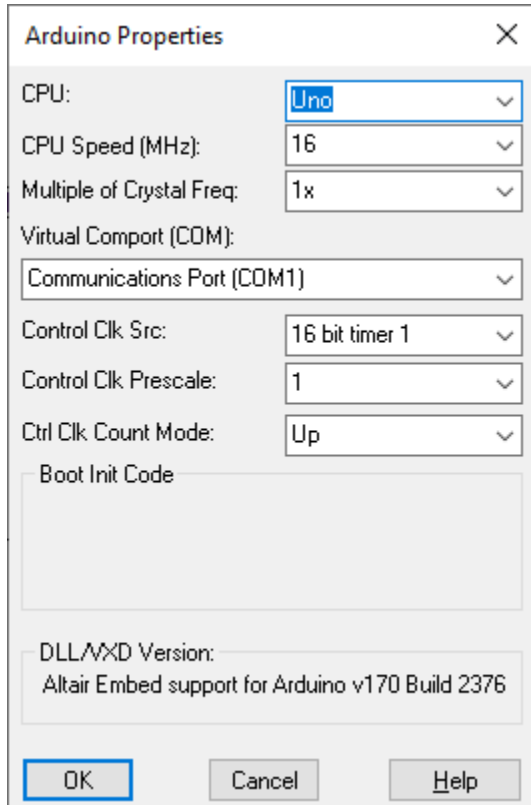 Arduino Properties
CPU: Uno
CPU Speed (MHz): 16
Multiple of Crystal Freq: 1x
Virtual Comport (COM):
Communications Port (COM1)
Control Clk Src: 16 bit timer 1
Control Clk Prescale: 1
Ctrl Clk Count Mode: Up
Boot Init Code
DLL/VXD Version:
Altair Embed support for Arduino v170 Build 2376
OK Cancel Help